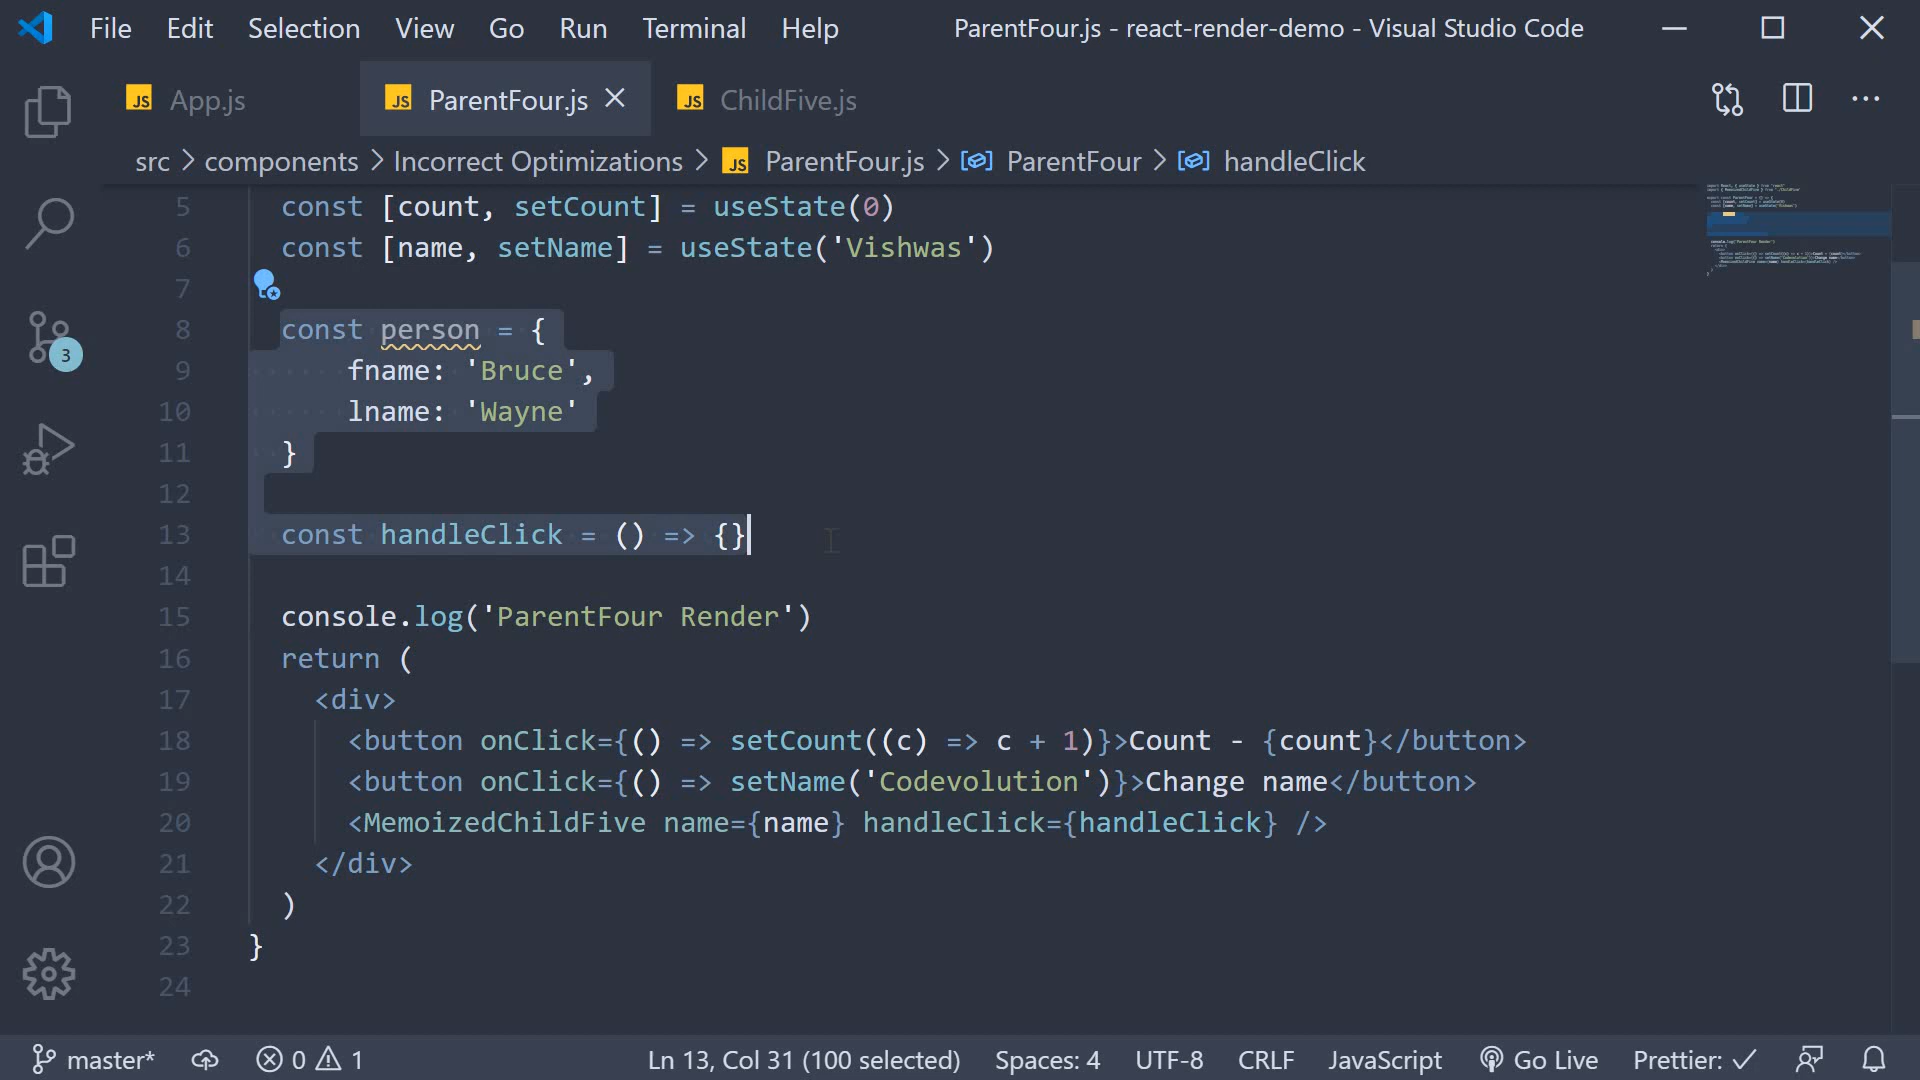 File Edit Selection View Go Run Terminal Help ParentFour.js - react-render-demo - Visual Studio Code
JS App.js JS ParentFour.js JS ChildFive.js
src > components > Incorrect Optimizations > JS ParentFour.js > ParentFour > handleClick
5 const [count, setCount] = useState(0)
6 const [name, setName] = useState('Vishwas')
7
8 const person = {
9 fname: 'Bruce',
10 lname: 'Wayne'
11 }
12
13 const handleClick = () => {}
14
15 console.log('ParentFour Render')
16 return (
17 <div>
18 <button onClick={() => setCount((c) => c + 1)}>Count - {count}</button>
19 <button onClick={() => setName('Codevolution')}>Change name</button>
20 <MemoizedChildFive name={name} handleClick={handleClick} />
21 </div>
22 )
23 }
24
3
master* 0 1 Ln 13, Col 31 (100 selected) Spaces: 4 UTF-8 CRLF JavaScript Go Live Prettier: ✓